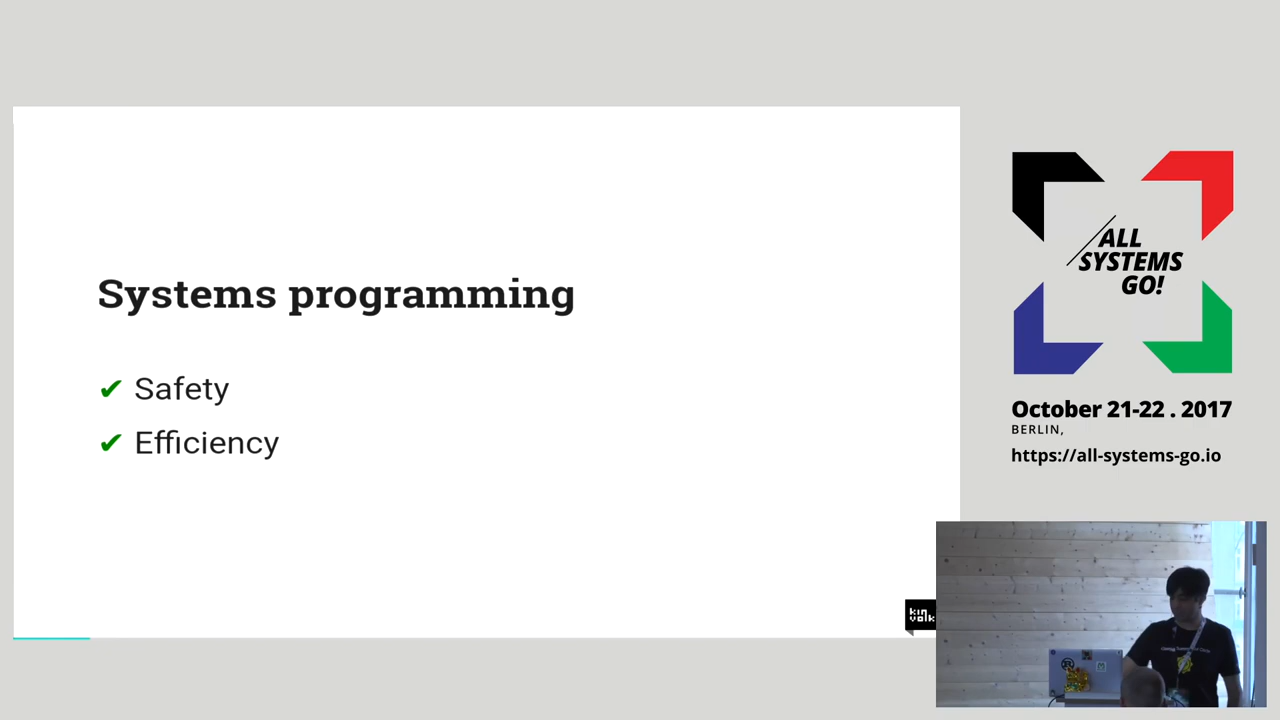 Systems programming
✔ Safety
✔ Efficiency
kin
volk
ALL
SYSTEMS
GO!
October 21-22 . 2017
BERLIN,
https://all-systems-go.io